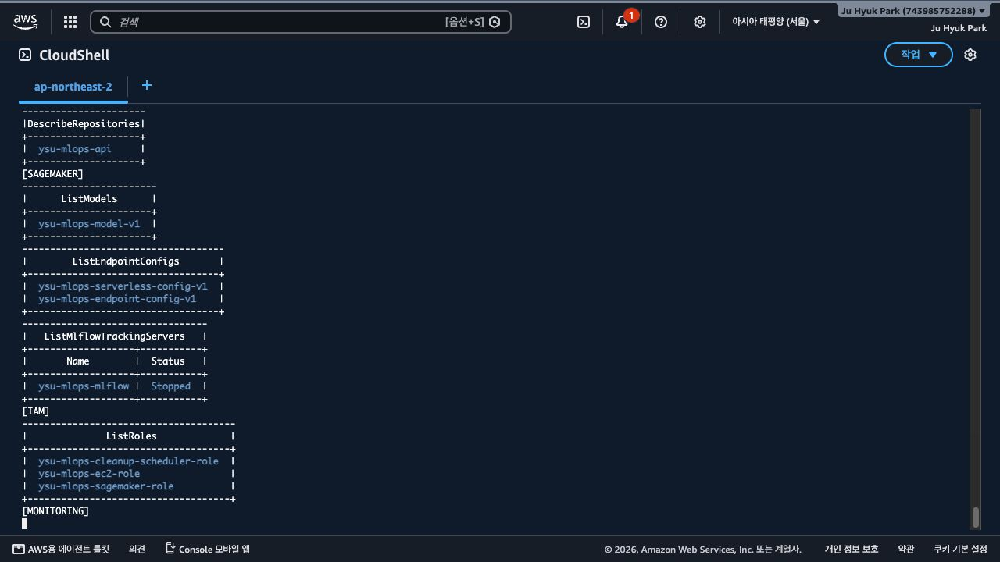 aws
검색 [옵션+S]
1
아시아 태평양 (서울) ▼
Ju Hyuk Park (743985752288) ▼
Ju Hyuk Park
CloudShell
작업 ▼
ap-northeast-2 +
----------------------
|DescribeRepositories|
+--------------------+
|  ysu-mlops-api     |
+--------------------+
[SAGEMAKER]
------------------------
|      ListModels      |
+----------------------+
|  ysu-mlops-model-v1  |
+----------------------+
------------------------------------
|        ListEndpointConfigs       |
+----------------------------------+
|  ysu-mlops-serverless-config-v1  |
|  ysu-mlops-endpoint-config-v1    |
+----------------------------------+
---------------------------------
|   ListMlflowTrackingServers   |
+-------------------+-----------+
|       Name        |  Status   |
+-------------------+-----------+
|  ysu-mlops-mlflow |  Stopped  |
+-------------------+-----------+
[IAM]
--------------------------------------
|              ListRoles             |
+------------------------------------+
|  ysu-mlops-cleanup-scheduler-role  |
|  ysu-mlops-ec2-role                |
|  ysu-mlops-sagemaker-role          |
+------------------------------------+
[MONITORING]
AWS용 에이전트 툴킷 의견 Console 모바일 앱 © 2026, Amazon Web Services, Inc. 또는 계열사. 개인 정보 보호 약관 쿠키 기본 설정